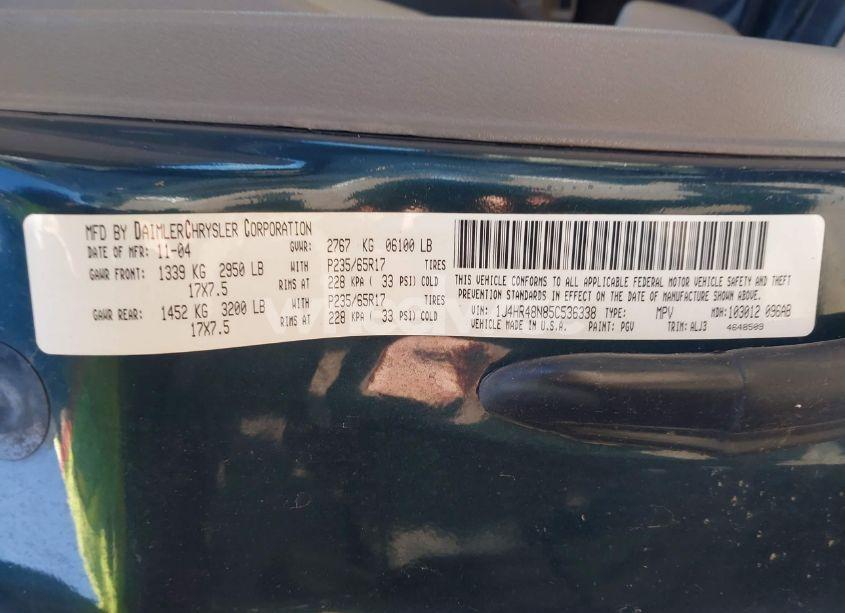 MFD BY DAIMLERCHRYSLER CORPORATION
DATE OF MFR: 11-04 GVWR: 2767 KG 06100 LB
GAWR FRONT: 1339 KG 2950 LB WITH P235/65R17 TIRES
17X7.5 RIMS AT 228 KPA ( 33 PSI) COLD
GAWR REAR: 1452 KG 3200 LB WITH P235/65R17 TIRES
17X7.5 RIMS AT 228 KPA ( 33 PSI) COLD
THIS VEHICLE CONFORMS TO ALL APPLICABLE FEDERAL MOTOR VEHICLE SAFETY AND THEFT
PREVENTION STANDARDS IN EFFECT ON THE DATE OF MANUFACTURE SHOWN ABOVE.
VIN: 1J4HR48N85C536338 TYPE: MPV MDH: 103012 096AB
VEHICLE MADE IN U.S.A. PAINT: PGV TRIM: ALJ3 4648509